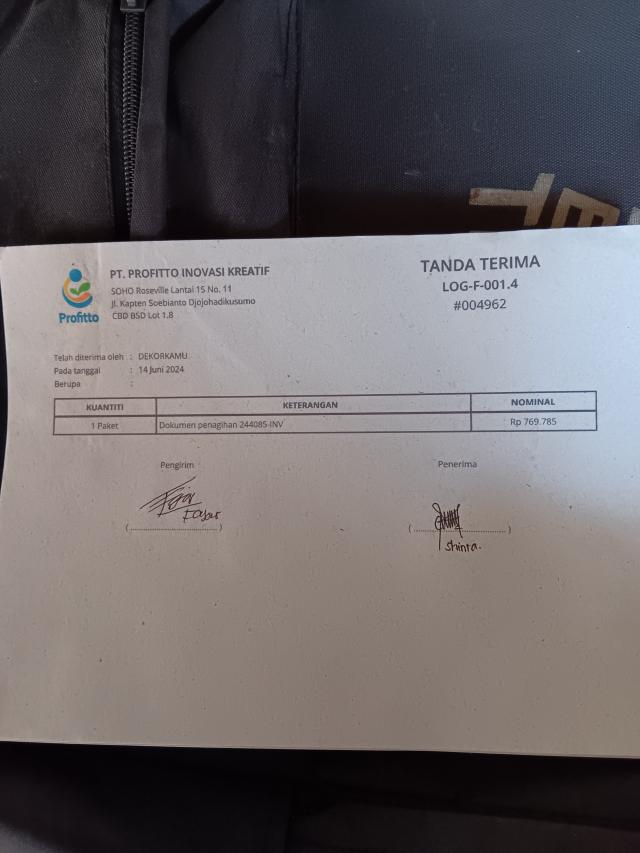 PT. PROFITTO INOVASI KREATIF
SOHO Roseville Lantai 15 No. 11
Jl. Kapten Soebianto Djojohadikusumo
CBD BSD Lot 1.8
Profitto
TANDA TERIMA
LOG-F-001.4
#004962
Telah diterima oleh : DEKORKAMU
Pada tanggal : 14 Juni 2024
Berupa :
KUANTITI KETERANGAN NOMINAL
1 Paket Dokumen penagihan 244085-INV Rp 769.785
Pengirim Penerima
Fajar
(........................) (........................)
Shinta.